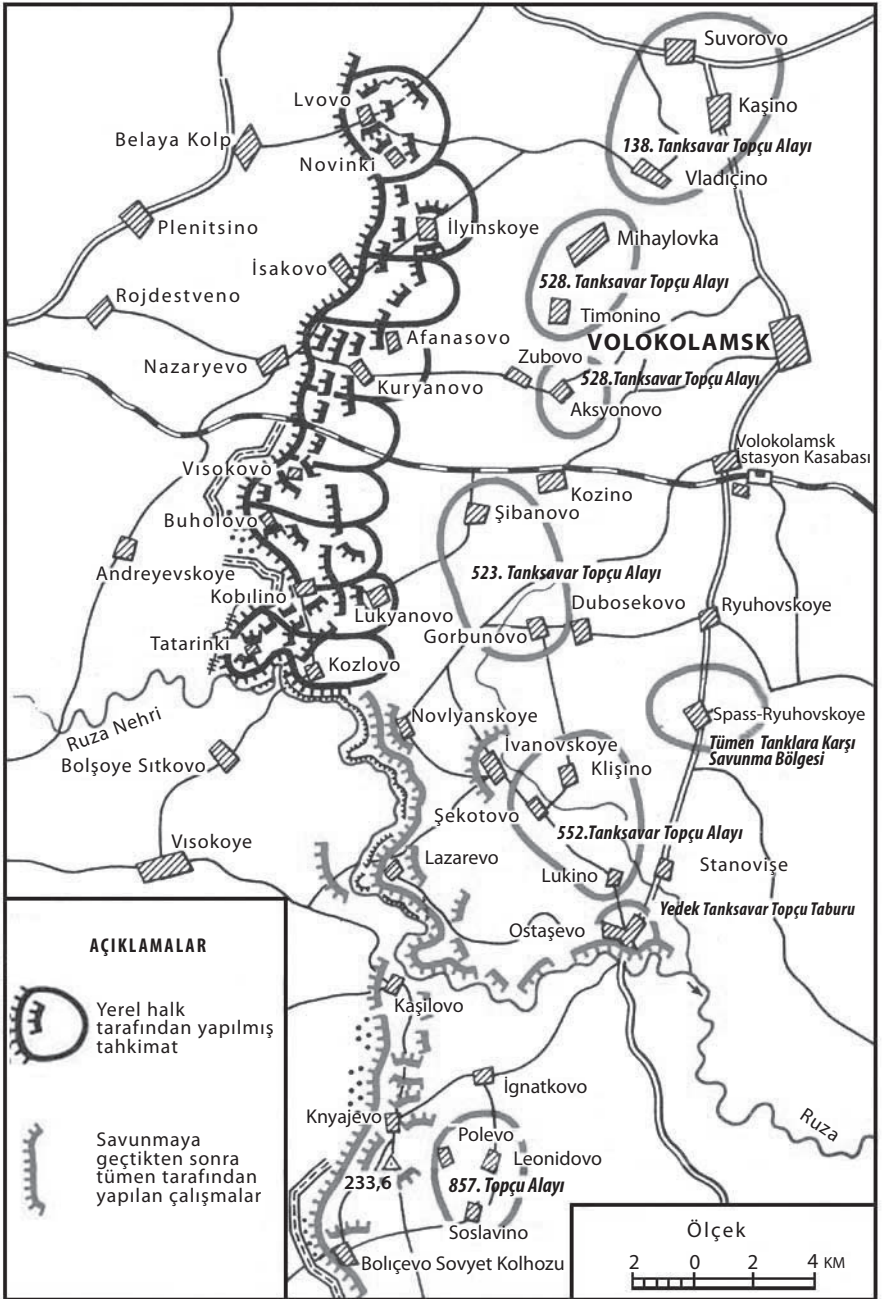 Suvorovo
Lvovo
Kaşino
Belaya Kolp
138. Tanksavar Topçu Alayı
Novinki
Vladiçino
Plenitsino
İlyinskoye
Mihaylovka
İsakovo
528. Tanksavar Topçu Alayı
Rojdestveno
Timonino
Afanasovo
VOLOKOLAMSK
Nazaryevo
Zubovo
Kuryanovo
528.Tanksavar Topçu Alayı
Aksyonovo
Volokolamsk
İstasyon Kasabası
Vısokovo
Kozino
Buholovo
Şibanovo
Andreyevskoye
523. Tanksavar Topçu Alayı
Kobılino
Lukyanovo
Dubosekovo
Ryuhovskoye
Gorbunovo
Tatarinki
Kozlovo
Ruza Nehri
Novlyanskoye
Spass-Ryuhovskoye
Bolşoye Sıtkovo
İvanovskoye
Tümen Tanklara Karşı
Savunma Bölgesi
Klişino
Şekotovo
552.Tanksavar Topçu Alayı
Vısokoye
Lazarevo
Lukino
Stanovişe
Yedek Tanksavar Topçu Taburu
Ostaşevo
Kaşilovo
İgnatkovo
Knyajevo
Ruza
Polevo
Leonidovo
233,6
857. Topçu Alayı
Soslavino
Bolıçevo Sovyet Kolhozu
AÇIKLAMALAR
Yerel halk
tarafından yapılmış
tahkimat
Savunmaya
geçtikten sonra
tümen tarafından
yapılan çalışmalar
Ölçek
2 0 2 4 KM